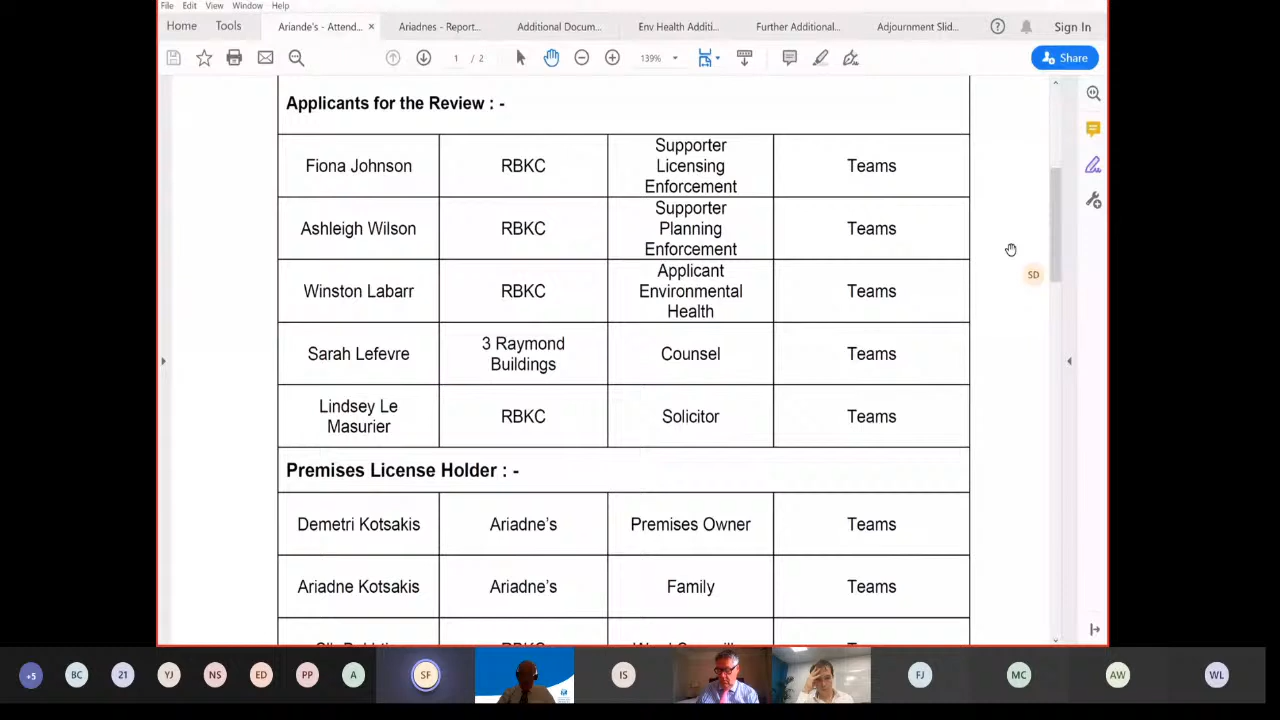 File Edit View Window Help
Home Tools Ariande's - Attend... × Ariadnes - Report... Additional Docum... Env Health Additi... Further Additional... Adjournment Slid... Sign In
1 / 2 139% Share
Applicants for the Review : -
Fiona Johnson RBKC Supporter
Licensing
Enforcement Teams
Ashleigh Wilson RBKC Supporter
Planning
Enforcement Teams
Winston Labarr RBKC Applicant
Environmental
Health Teams
Sarah Lefevre 3 Raymond
Buildings Counsel Teams
Lindsey Le
Masurier RBKC Solicitor Teams
Premises License Holder : -
Demetri Kotsakis Ariadne's Premises Owner Teams
Ariadne Kotsakis Ariadne's Family Teams
SD
+5 BC 21 YJ NS ED PP A SF IS FJ MC AW WL